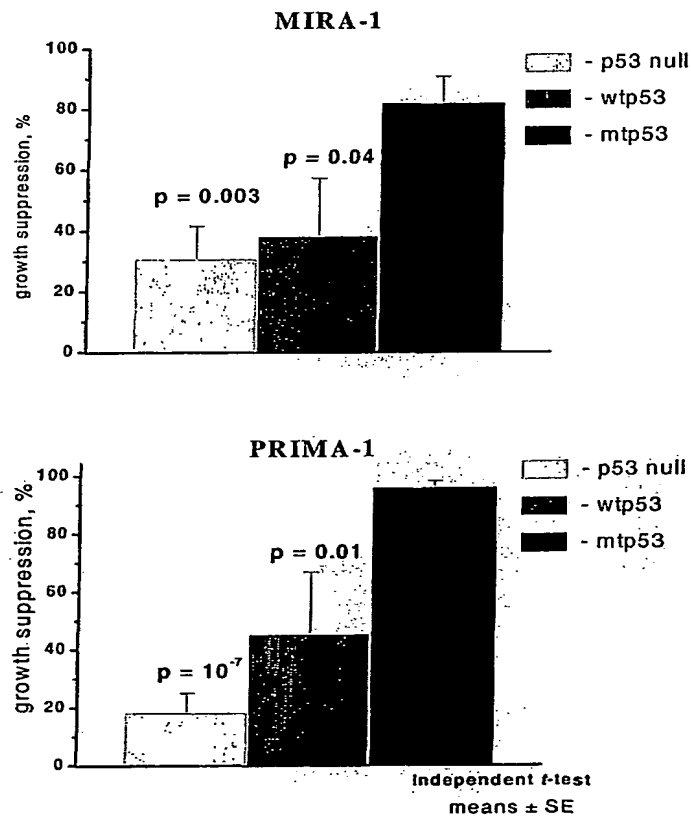 MIRA-1
100
80
60
40
20
0
growth suppression, %
p = 0.003
p = 0.04
- p53 null
- wtp53
- mtp53
PRIMA-1
100
80
60
40
20
0
growth suppression, %
p = 10⁻⁷
p = 0.01
- p53 null
- wtp53
- mtp53
Independent t-test
means ± SE